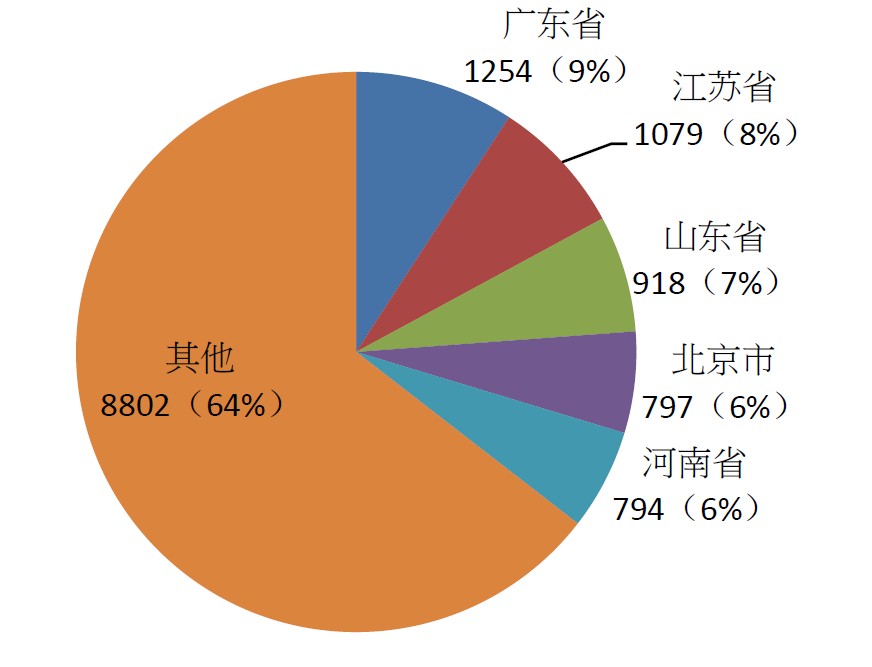 广东省
1254（9%）
江苏省
1079（8%）
山东省
918（7%）
北京市
797（6%）
河南省
794（6%）
其他
8802（64%）